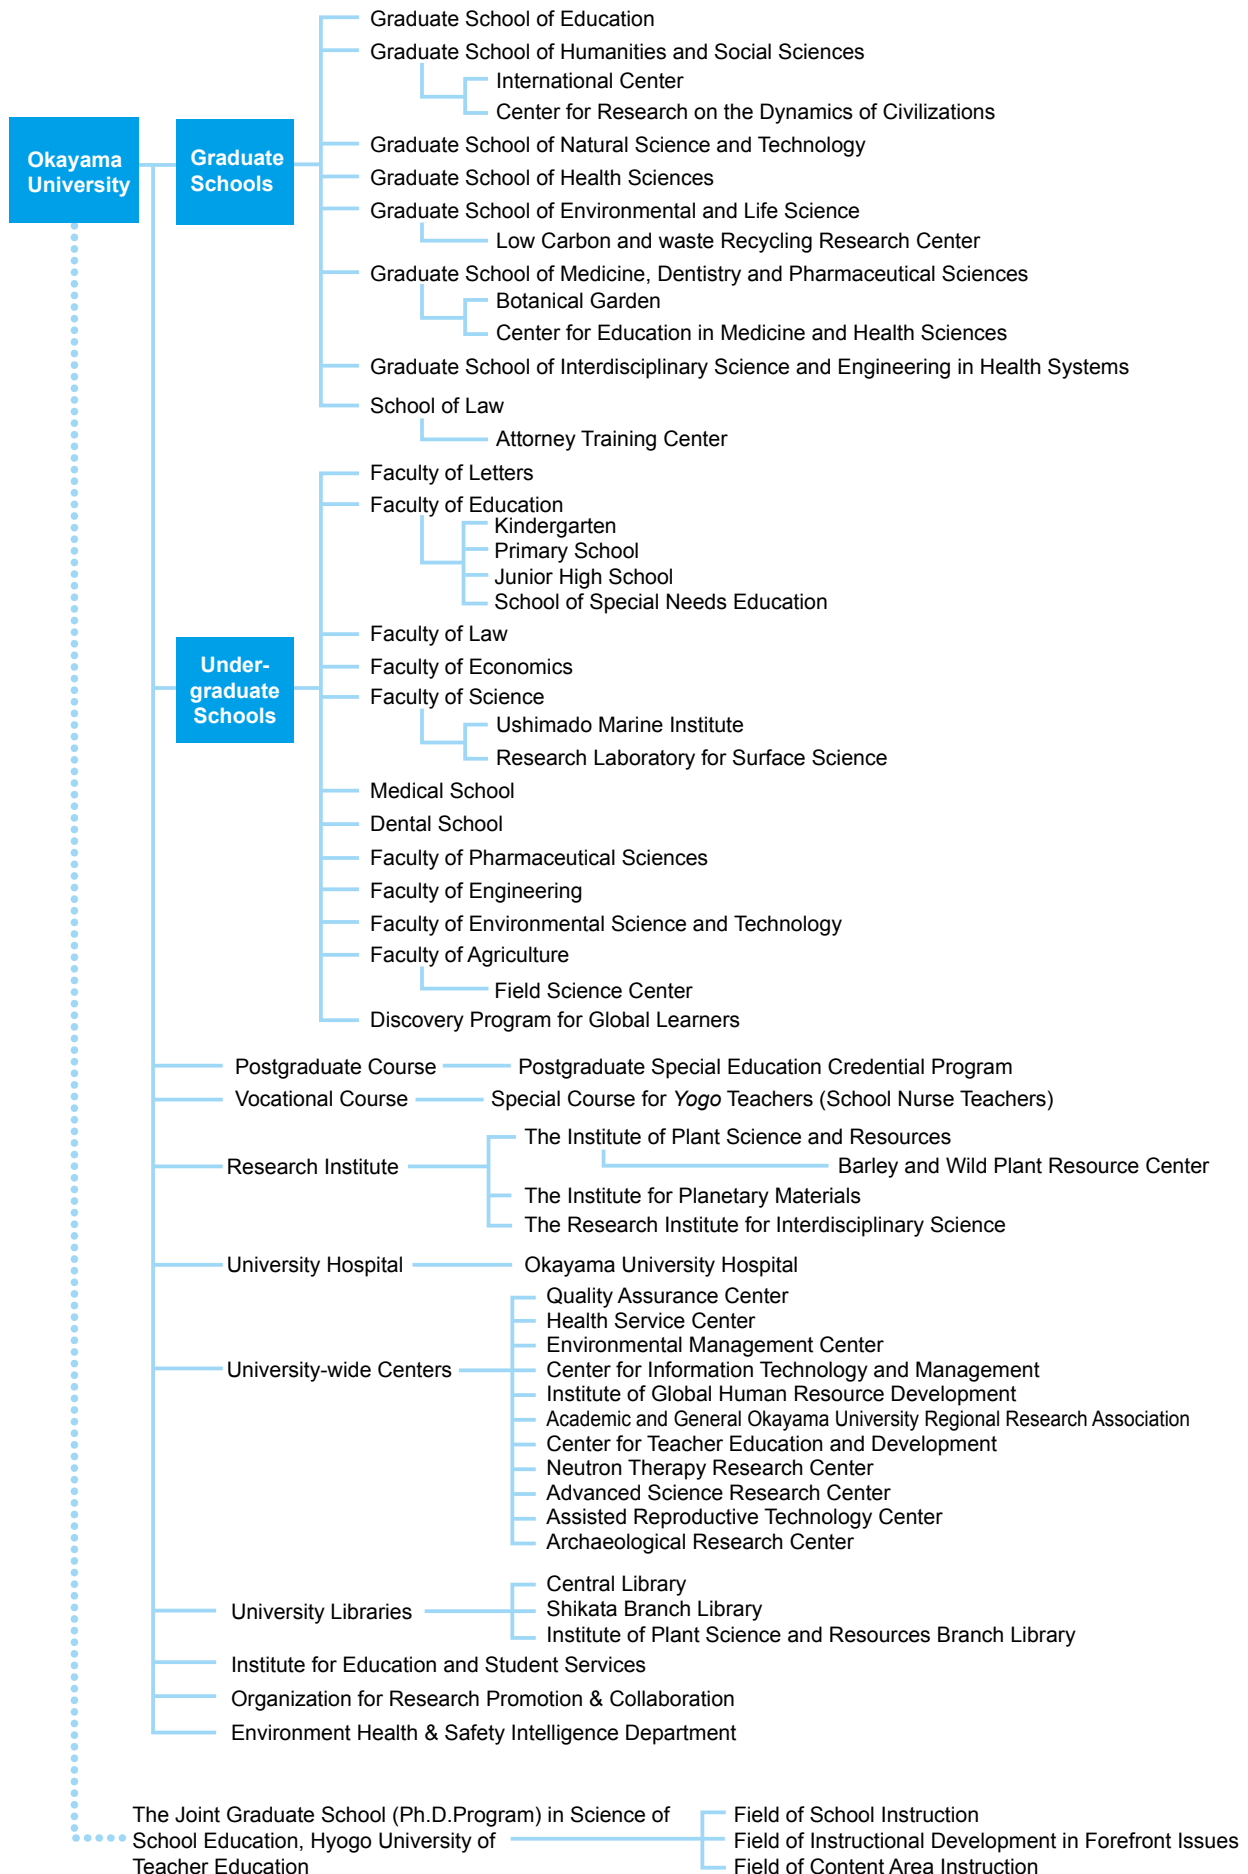 Okayama
University
Graduate
Schools
Graduate School of Education
Graduate School of Humanities and Social Sciences
International Center
Center for Research on the Dynamics of Civilizations
Graduate School of Natural Science and Technology
Graduate School of Health Sciences
Graduate School of Environmental and Life Science
Low Carbon and waste Recycling Research Center
Graduate School of Medicine, Dentistry and Pharmaceutical Sciences
Botanical Garden
Center for Education in Medicine and Health Sciences
Graduate School of Interdisciplinary Science and Engineering in Health Systems
School of Law
Attorney Training Center
Under-
graduate
Schools
Faculty of Letters
Faculty of Education
Kindergarten
Primary School
Junior High School
School of Special Needs Education
Faculty of Law
Faculty of Economics
Faculty of Science
Ushimado Marine Institute
Research Laboratory for Surface Science
Medical School
Dental School
Faculty of Pharmaceutical Sciences
Faculty of Engineering
Faculty of Environmental Science and Technology
Faculty of Agriculture
Field Science Center
Discovery Program for Global Learners
Postgraduate Course
Postgraduate Special Education Credential Program
Vocational Course
Special Course for Yogo Teachers (School Nurse Teachers)
Research Institute
The Institute of Plant Science and Resources
Barley and Wild Plant Resource Center
The Institute for Planetary Materials
The Research Institute for Interdisciplinary Science
University Hospital
Okayama University Hospital
University-wide Centers
Quality Assurance Center
Health Service Center
Environmental Management Center
Center for Information Technology and Management
Institute of Global Human Resource Development
Academic and General Okayama University Regional Research Association
Center for Teacher Education and Development
Neutron Therapy Research Center
Advanced Science Research Center
Assisted Reproductive Technology Center
Archaeological Research Center
University Libraries
Central Library
Shikata Branch Library
Institute of Plant Science and Resources Branch Library
Institute for Education and Student Services
Organization for Research Promotion & Collaboration
Environment Health & Safety Intelligence Department
The Joint Graduate School (Ph.D.Program) in Science of
School Education, Hyogo University of
Teacher Education
Field of School Instruction
Field of Instructional Development in Forefront Issues
Field of Content Area Instruction